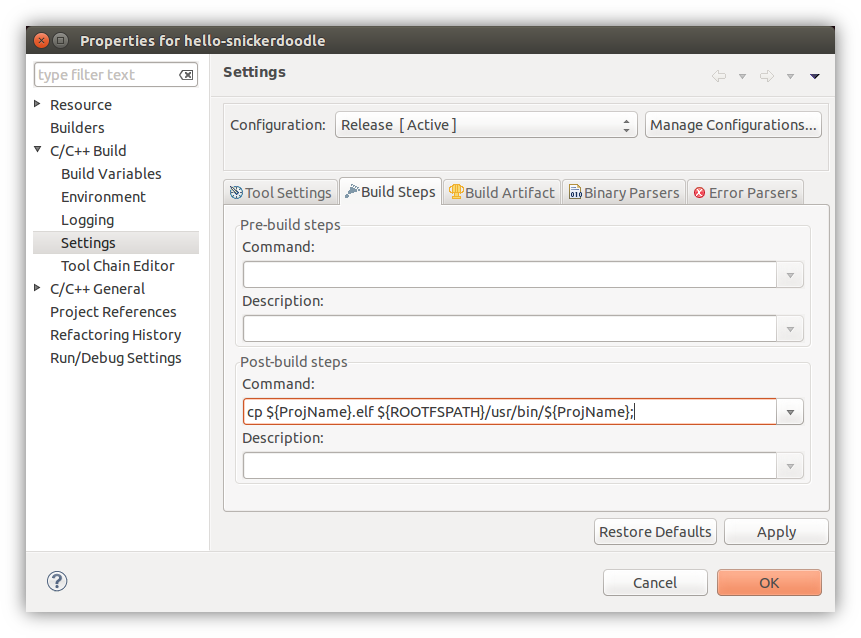 Properties for hello-snickerdoodle
type filter text
Resource
Builders
C/C++ Build
Build Variables
Environment
Logging
Settings
Tool Chain Editor
C/C++ General
Project References
Refactoring History
Run/Debug Settings
Settings
Configuration: Release [ Active ] Manage Configurations...
Tool Settings Build Steps Build Artifact Binary Parsers Error Parsers
Pre-build steps
Command:
Description:
Post-build steps
Command:
cp ${ProjName}.elf ${ROOTFSPATH}/usr/bin/${ProjName};
Description:
Restore Defaults Apply
? Cancel OK